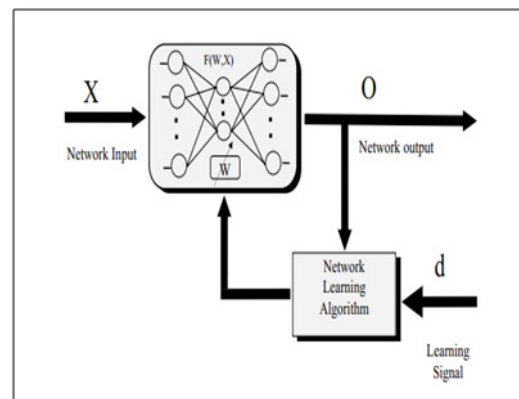 F(W,X)
X
O
Network Input
Network output
W
Network
Learning
Algorithm
d
Learning
Signal